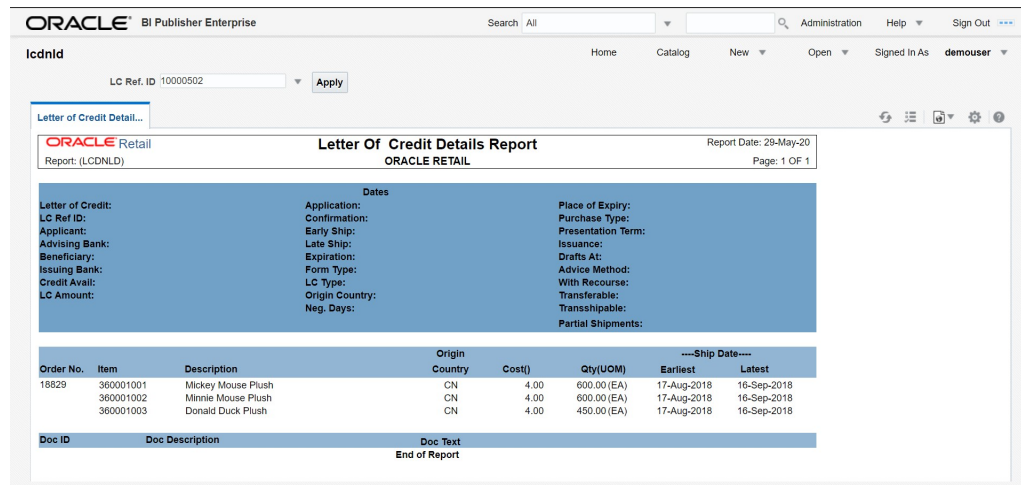 ORACLE® BI Publisher Enterprise Search All Administration Help Sign Out
lcdnld Home Catalog New Open Signed In As demouser
LC Ref. ID 10000502 Apply
Letter of Credit Detail...
ORACLE Retail Letter Of Credit Details Report Report Date: 29-May-20
Report: (LCDNLD) ORACLE RETAIL Page: 1 OF 1
Dates
Letter of Credit: Application: Place of Expiry:
LC Ref ID: Confirmation: Purchase Type:
Applicant: Early Ship: Presentation Term:
Advising Bank: Late Ship: Issuance:
Beneficiary: Expiration: Drafts At:
Issuing Bank: Form Type: Advice Method:
Credit Avail: LC Type: With Recourse:
LC Amount: Origin Country: Transferable:
Neg. Days: Transshipable:
Partial Shipments:
Origin ----Ship Date----
Order No. Item Description Country Cost() Qty(UOM) Earliest Latest
18829 360001001 Mickey Mouse Plush CN 4.00 600.00 (EA) 17-Aug-2018 16-Sep-2018
360001002 Minnie Mouse Plush CN 4.00 600.00 (EA) 17-Aug-2018 16-Sep-2018
360001003 Donald Duck Plush CN 4.00 450.00 (EA) 17-Aug-2018 16-Sep-2018
Doc ID Doc Description Doc Text
End of Report